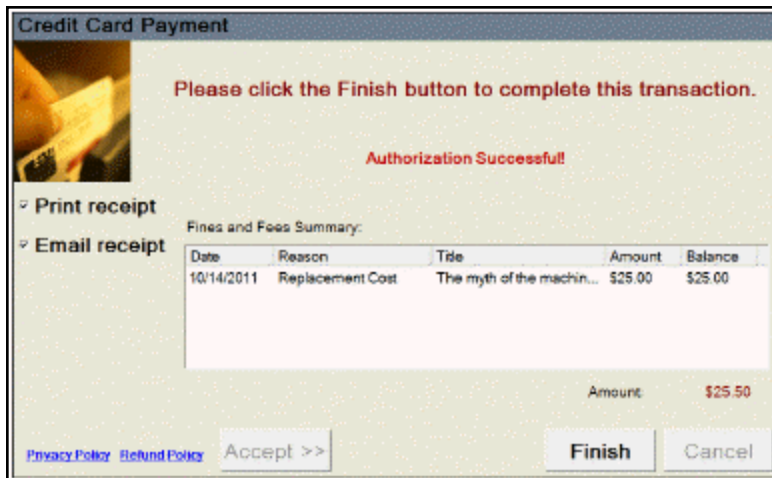 Credit Card Payment
Please click the Finish button to complete this transaction.
Authorization Successful!
Print receipt
Email receipt
Fines and Fees Summary:
Date Reason Title Amount Balance
10/14/2011 Replacement Cost The myth of the machin... $25.00 $25.00
Amount $25.50
Privacy Policy Refund Policy Accept >> Finish Cancel